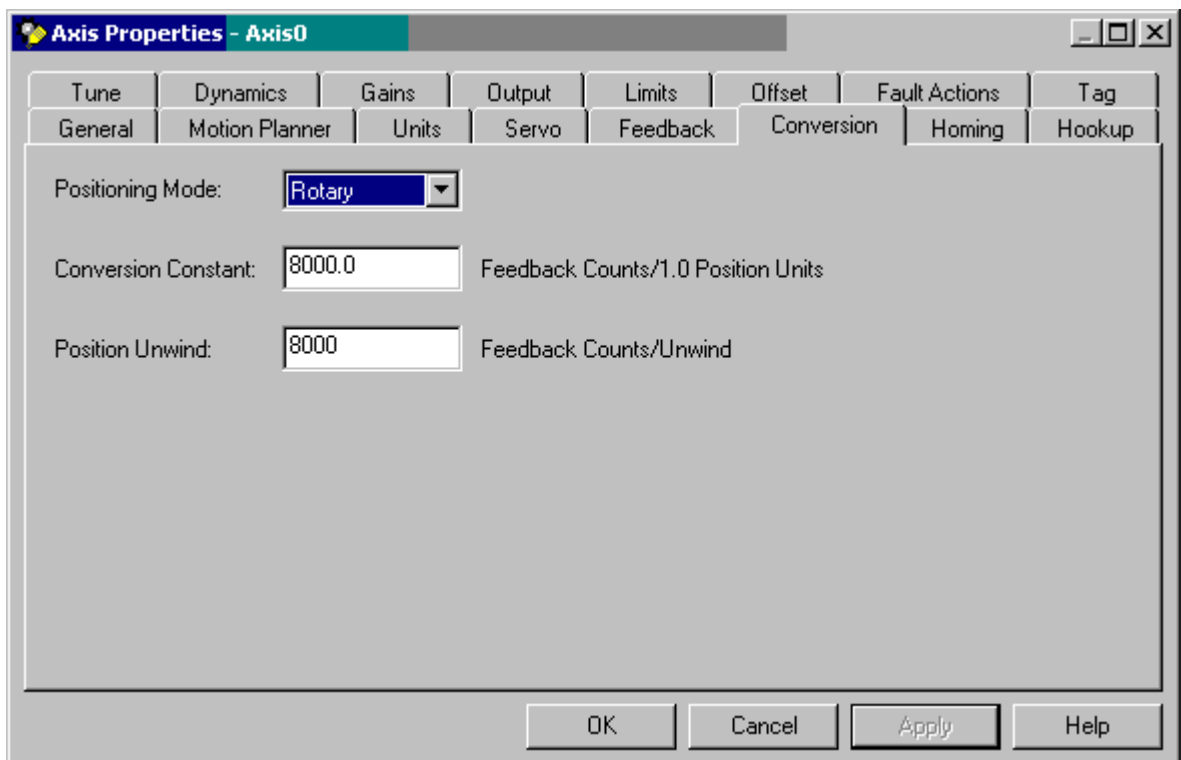 Axis Properties - Axis0
Tune Dynamics Gains Output Limits Offset Fault Actions Tag
General Motion Planner Units Servo Feedback Conversion Homing Hookup
Positioning Mode: Rotary
Conversion Constant: 8000.0 Feedback Counts/1.0 Position Units
Position Unwind: 8000 Feedback Counts/Unwind
OK Cancel Apply Help